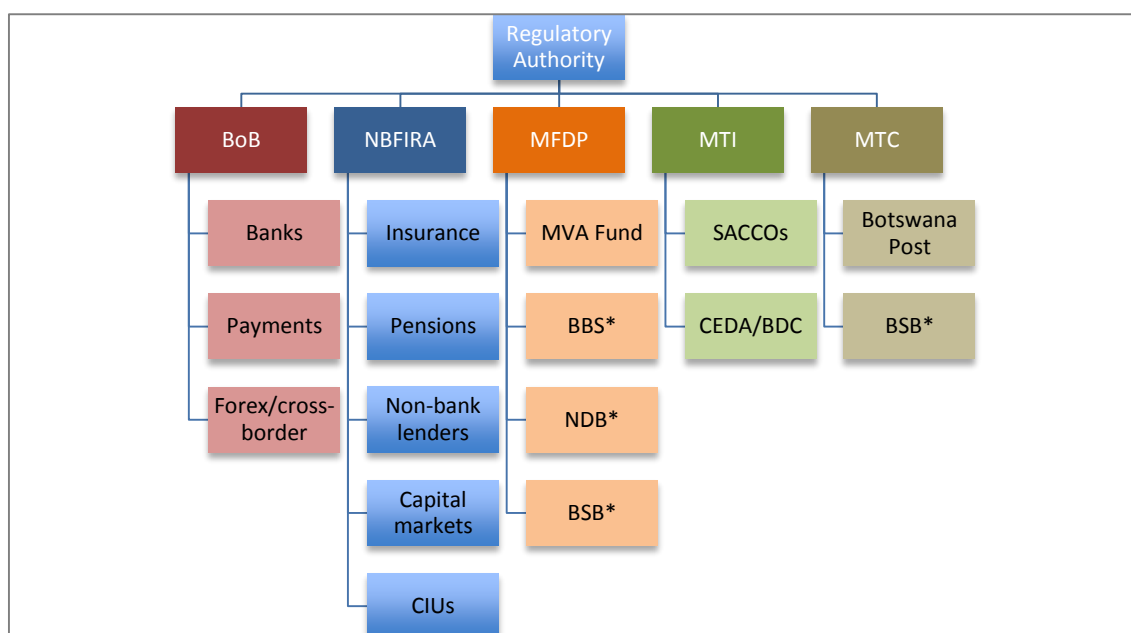 Regulatory
Authority
BoB
NBFIRA
MFDP
MTI
MTC
Banks
Insurance
MVA Fund
SACCOs
Botswana
Post
Payments
Pensions
BBS*
CEDA/BDC
BSB*
Forex/cross-
border
Non-bank
lenders
NDB*
Capital
markets
BSB*
CIUs